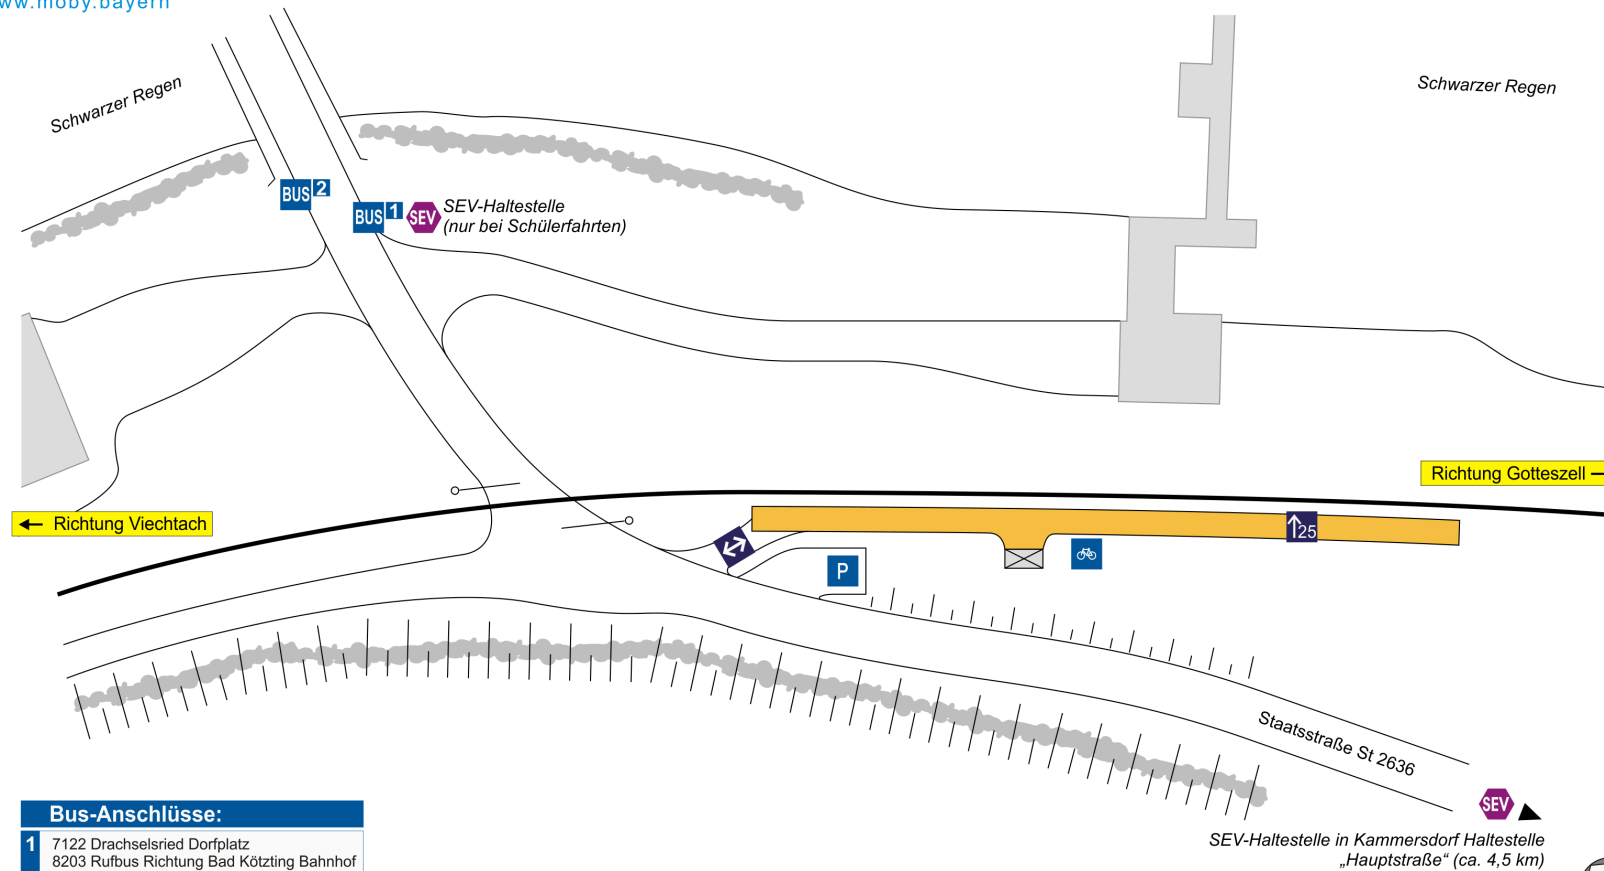 ww.moby.bayern
Schwarzer Regen
Schwarzer Regen
BUS 2
BUS 1 SEV SEV-Haltestelle
(nur bei Schülerfahrten)
Richtung Gotteszell
Richtung Viechtach
25
P
Staatsstraße St 2636
SEV
SEV-Haltestelle in Kammersdorf Haltestelle
„Hauptstraße“ (ca. 4,5 km)
Bus-Anschlüsse:
1 7122 Drachselsried Dorfplatz
8203 Rufbus Richtung Bad Kötzting Bahnhof